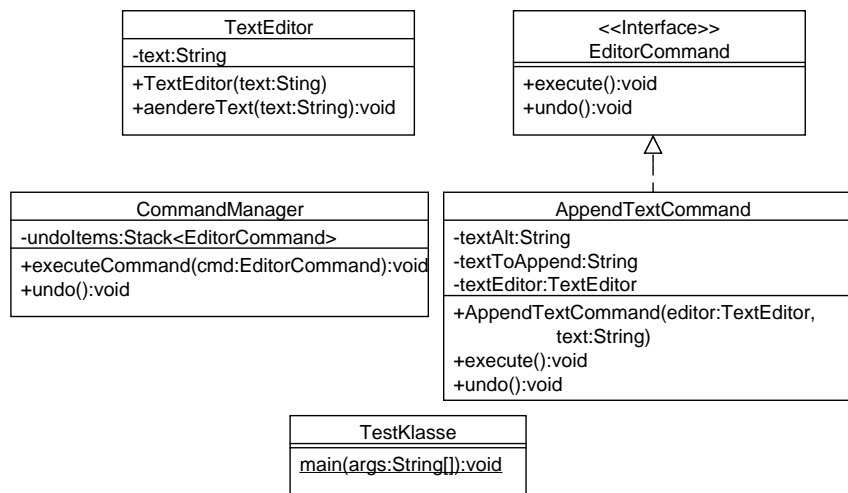 TextEditor
-text:String
+TextEditor(text:Sting)
+aendereText(text:String):void
<<Interface>>
EditorCommand
+execute():void
+undo():void
CommandManager
-undoItems:Stack<EditorCommand>
+executeCommand(cmd:EditorCommand):void
+undo():void
AppendTextCommand
-textAlt:String
-textToAppend:String
-textEditor:TextEditor
+AppendTextCommand(editor:TextEditor,
text:String)
+execute():void
+undo():void
TestKlasse
main(args:String[]):void